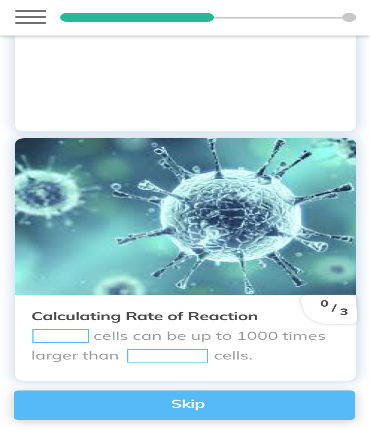 0 / 3
Calculating Rate of Reaction
cells can be up to 1000 times
larger than cells.
Skip